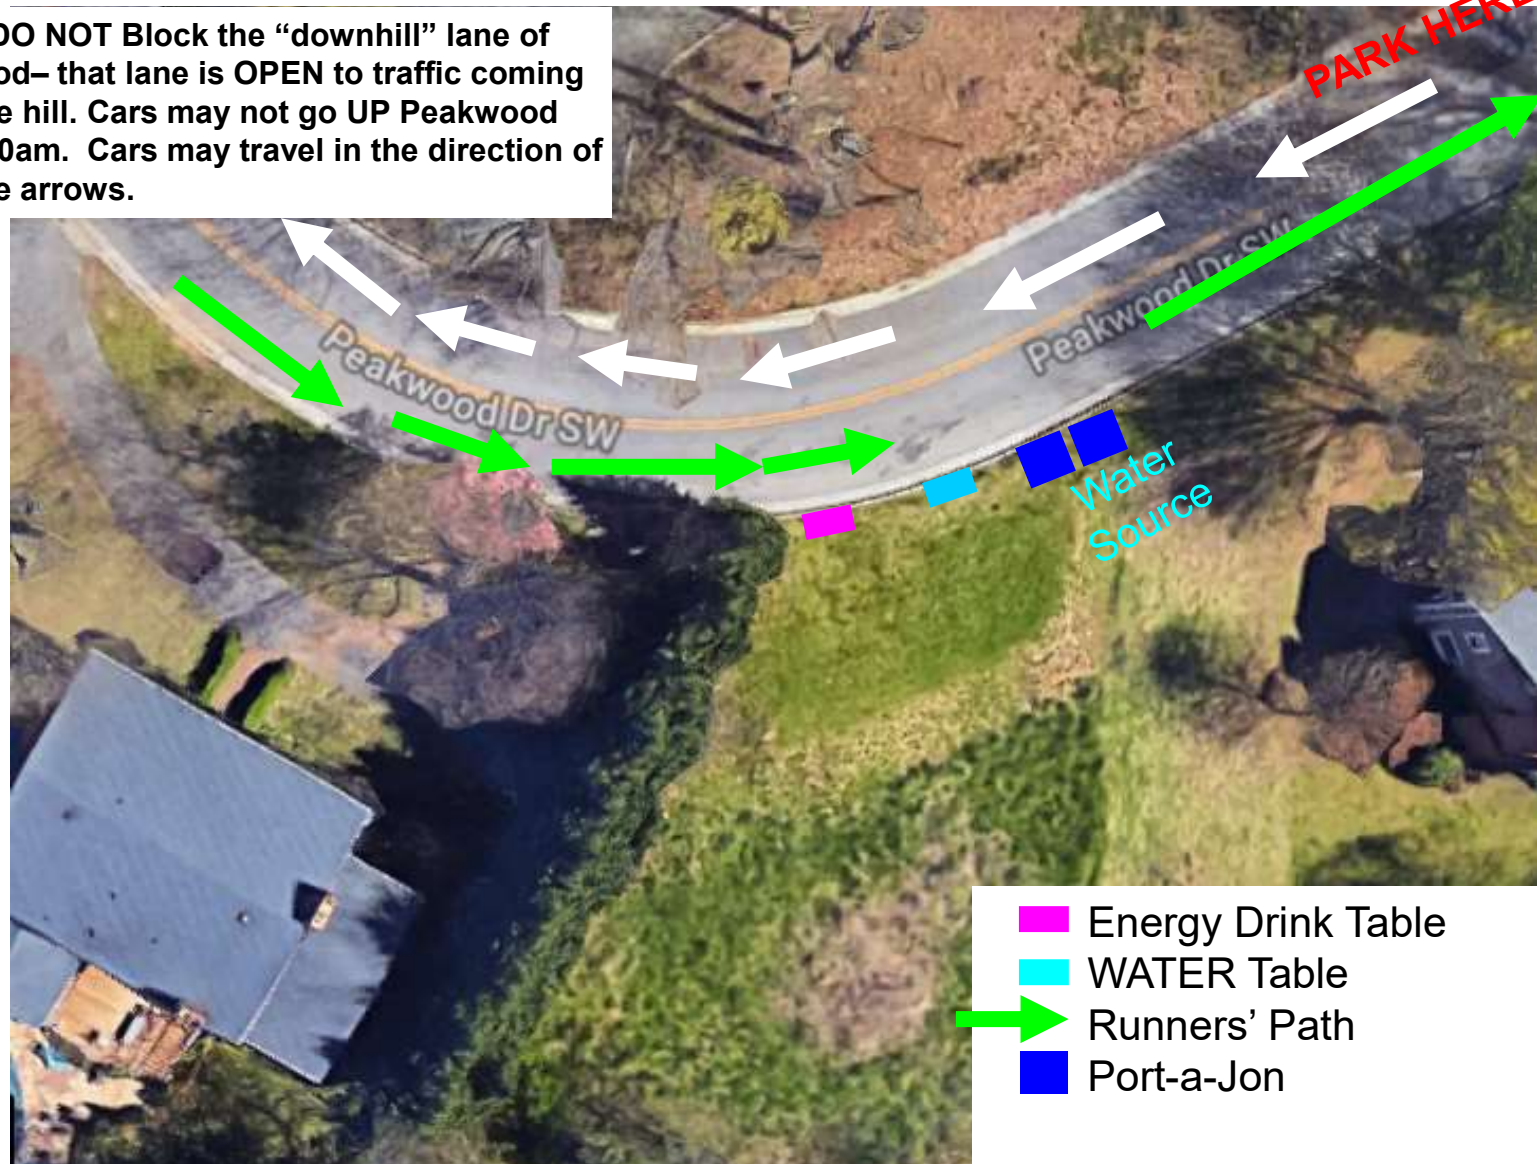 DO NOT Block the “downhill” lane of
od– that lane is OPEN to traffic coming
e hill. Cars may not go UP Peakwood
0am.  Cars may travel in the direction of
e arrows.
PARK HERE
Peakwood Dr SW
Peakwood Dr SW
Water
Source
Energy Drink Table
WATER Table
Runners’ Path
Port-a-Jon